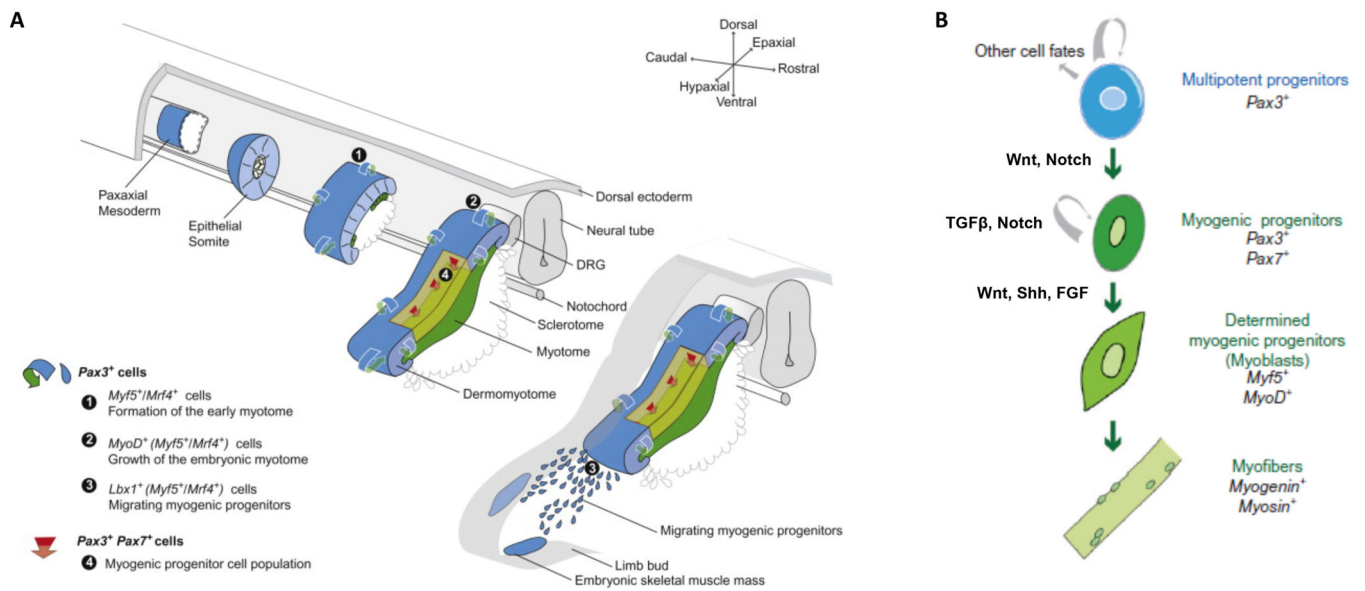 A
Dorsal
Epaxial
Caudal
Rostral
Hypaxial
Ventral
1
2
4
Paxaxial
Mesoderm
Epithelial
Somite
Dorsal ectoderm
Neural tube
DRG
Notochord
Sclerotome
Myotome
Dermomyotome
3
Migrating myogenic progenitors
Limb bud
Embryonic skeletal muscle mass
Pax3+ cells
1 Myf5+/Mrf4+ cells
Formation of the early myotome
2 MyoD+ (Myf5+/Mrf4+) cells
Growth of the embryonic myotome
3 Lbx1+ (Myf5+/Mrf4+) cells
Migrating myogenic progenitors
Pax3+ Pax7+ cells
4 Myogenic progenitor cell population
B
Other cell fates
Multipotent progenitors
Pax3+
Wnt, Notch
TGFβ, Notch
Myogenic progenitors
Pax3+
Pax7+
Wnt, Shh, FGF
Determined
myogenic progenitors
(Myoblasts)
Myf5+
MyoD+
Myofibers
Myogenin+
Myosin+